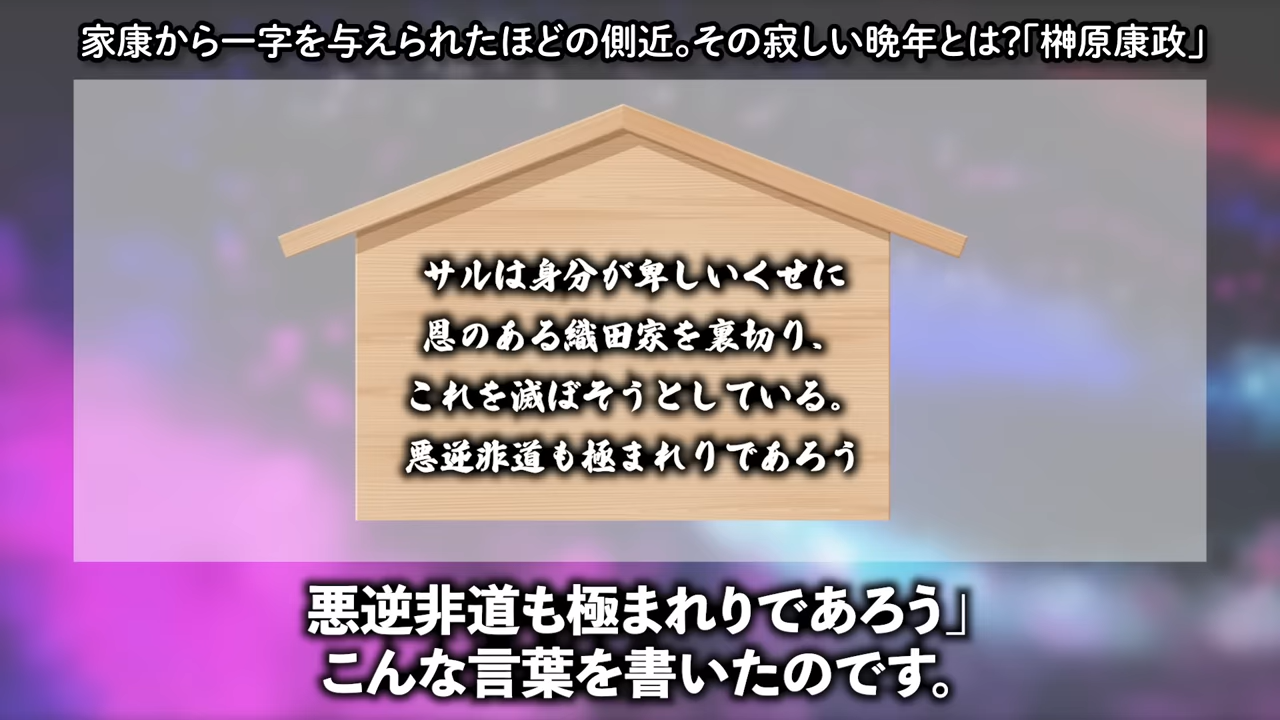 家康から一字を与えられたほどの側近。その寂しい晩年とは?「榊原康政」
サルは身分が卑しいくせに
恩のある織田家を裏切り、
これを滅ぼそうとしている。
悪逆非道も極まれりであろう
悪逆非道も極まれりであろう」
こんな言葉を書いたのです。